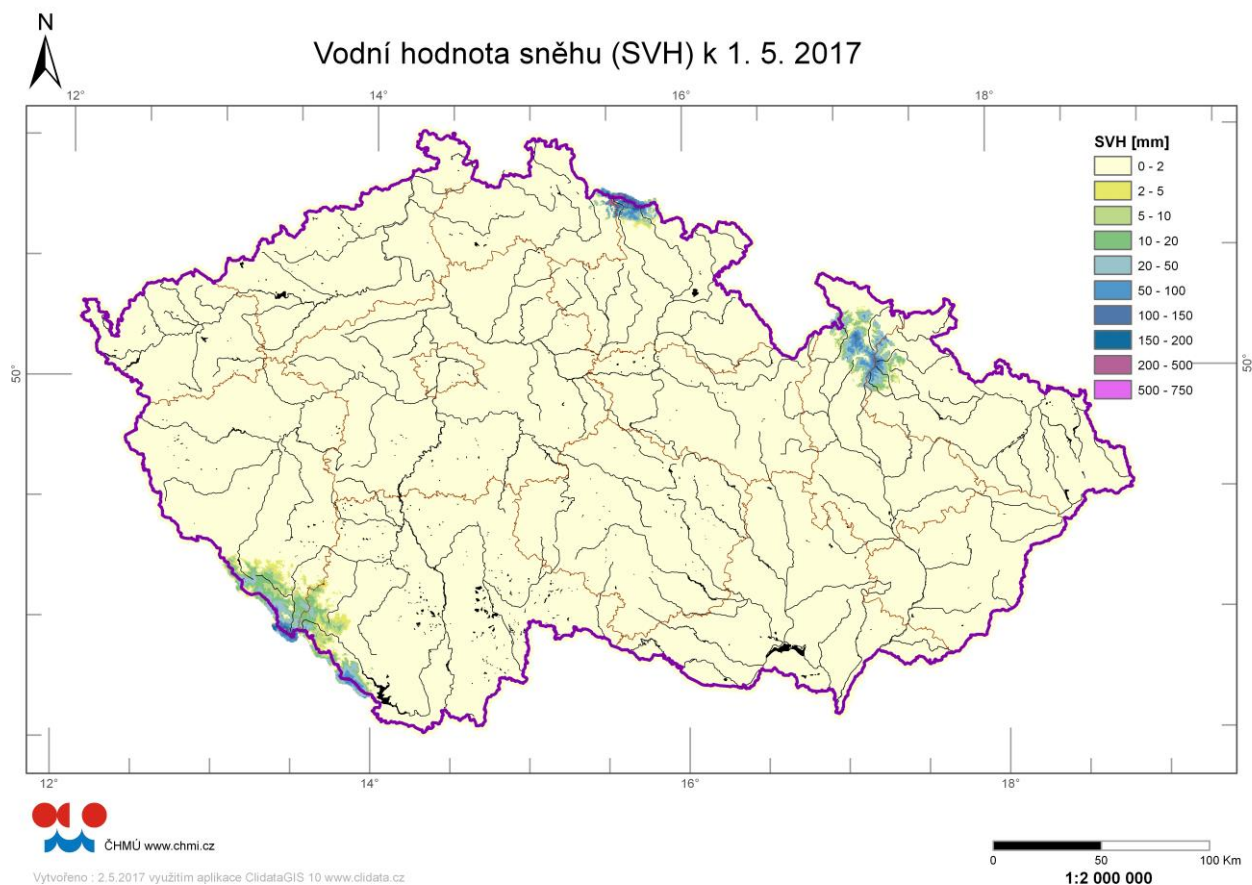 N
Vodní hodnota sněhu (SVH) k 1. 5. 2017
12° 14° 16° 18°
SVH [mm]
0 - 2
2 - 5
5 - 10
10 - 20
20 - 50
50 - 100
100 - 150
150 - 200
200 - 500
500 - 750
50° 50°
12° 14° 16° 18°
ČHMÚ www.chmi.cz
0 50 100 Km
1:2 000 000
Vytvořeno : 2.5.2017 využitím aplikace ClidataGIS 10 www.clidata.cz